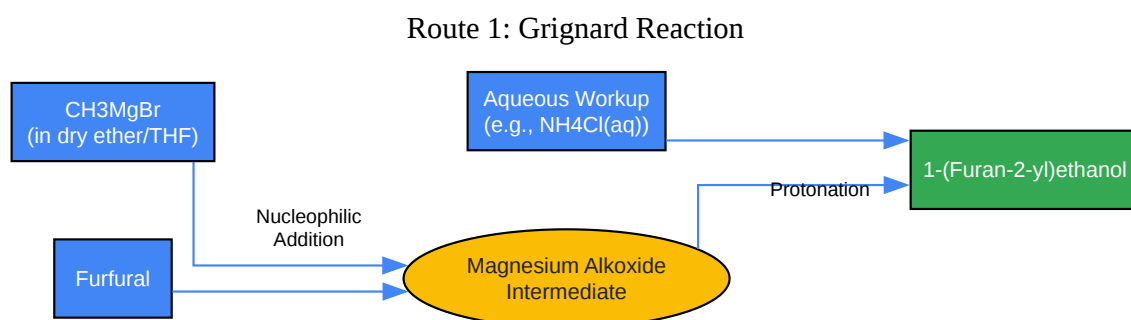 Route 1: Grignard Reaction
CH3MgBr
(in dry ether/THF)
Aqueous Workup
(e.g., NH4Cl(aq))
1-(Furan-2-yl)ethanol
Protonation
Nucleophilic
Addition
Furfural
Magnesium Alkoxide
Intermediate